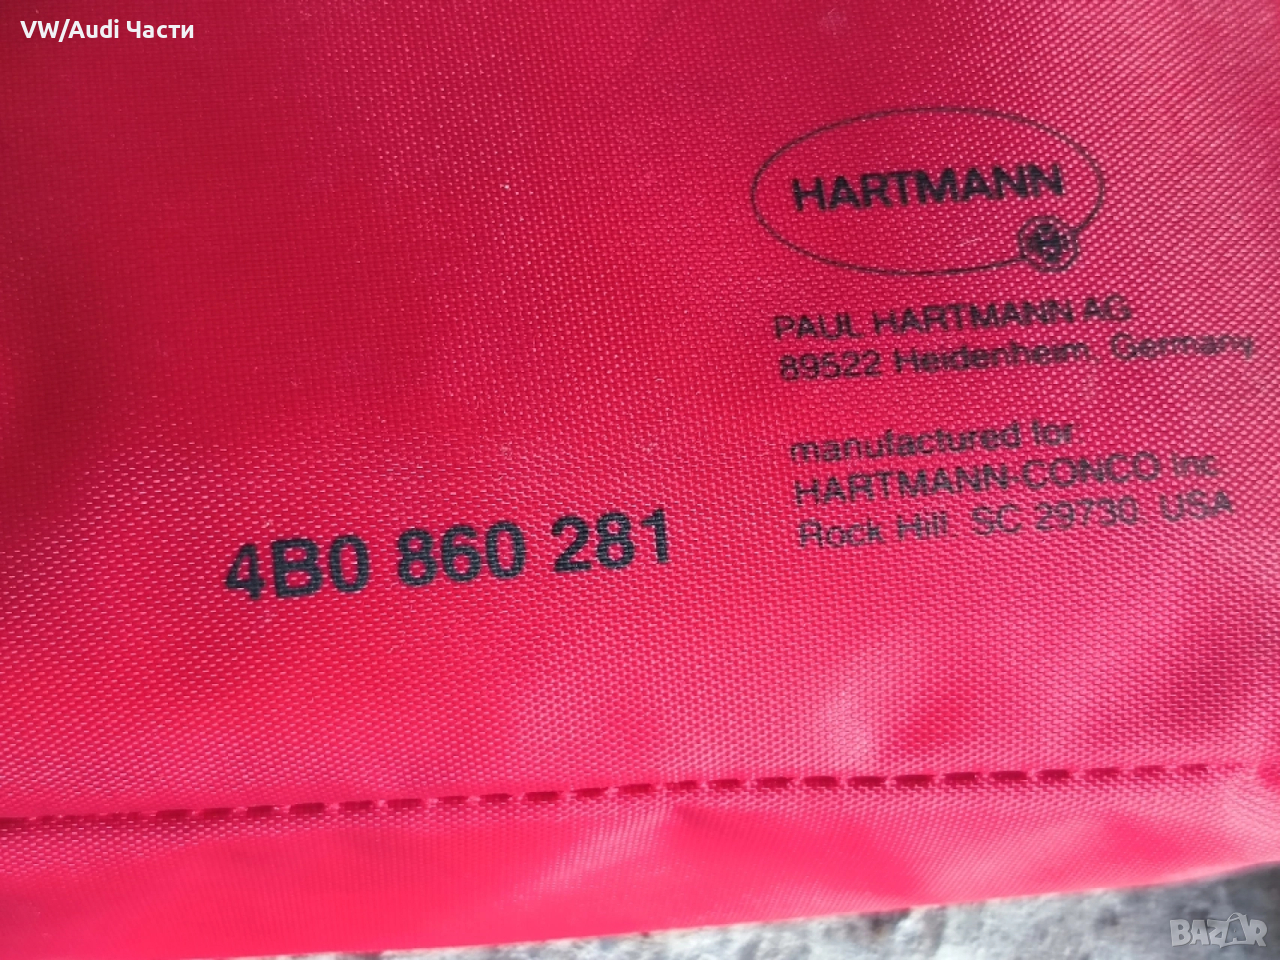 VW/Audi Части
HARTMANN
PAUL HARTMANN AG
89522 Heidenheim, Germany
manufactured for:
HARTMANN-CONCO Inc.
Rock Hill. SC 29730. USA
4B0 860 281
BAZAR